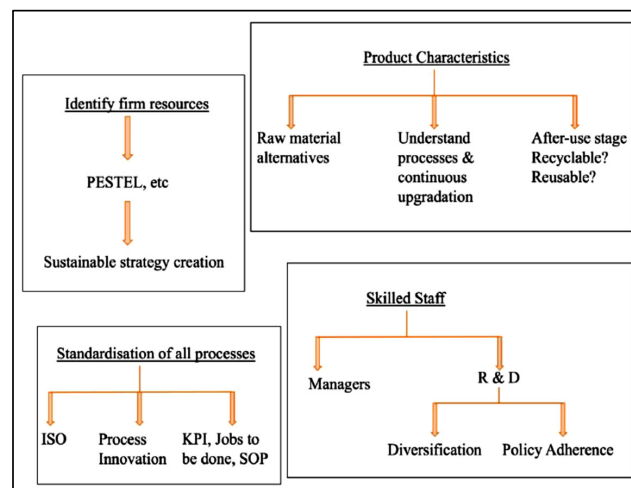 Identify firm resources
PESTEL, etc
Sustainable strategy creation
Product Characteristics
Raw material
alternatives
Understand
processes &
continuous
upgradation
After-use stage
Recyclable?
Reusable?
Standardisation of all processes
ISO
Process
Innovation
KPI, Jobs to
be done, SOP
Skilled Staff
Managers
R & D
Diversification
Policy Adherence